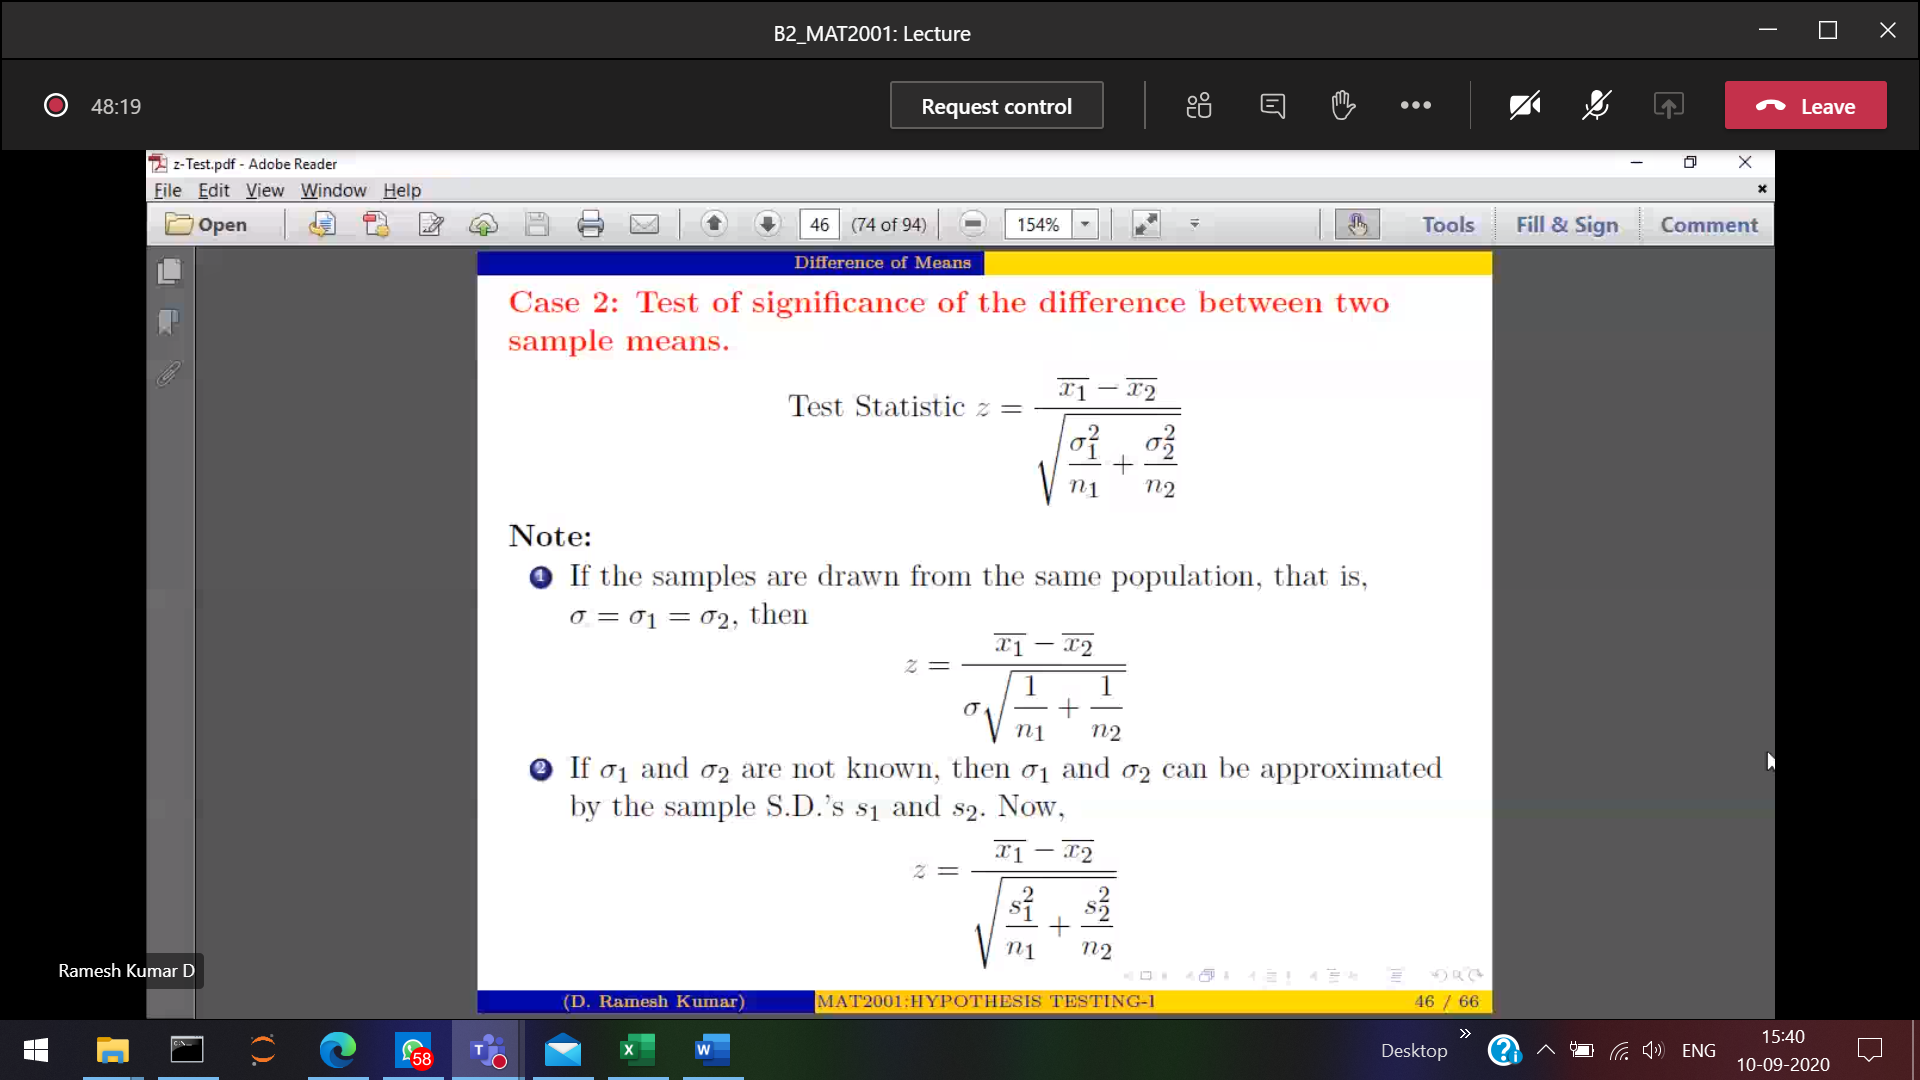 B2_MAT2001: Lecture
48:19
Request control
Leave
z-Test.pdf - Adobe Reader
File Edit View Window Help
Open 46 (74 of 94) 154% Tools Fill & Sign Comment
Difference of Means
Case 2: Test of significance of the difference between two
sample means.
Test Statistic z = (x̅₁ − x̅₂) / √(σ₁²/n₁ + σ₂²/n₂)
Note:
1 If the samples are drawn from the same population, that is,
σ = σ₁ = σ₂, then
z = (x̅₁ − x̅₂) / (σ√(1/n₁ + 1/n₂))
2 If σ₁ and σ₂ are not known, then σ₁ and σ₂ can be approximated
by the sample S.D.'s s₁ and s₂. Now,
z = (x̅₁ − x̅₂) / √(s₁²/n₁ + s₂²/n₂)
Ramesh Kumar D
(D. Ramesh Kumar) MAT2001:HYPOTHESIS TESTING-1 46 / 66
58
Desktop
ENG
15:40
10-09-2020